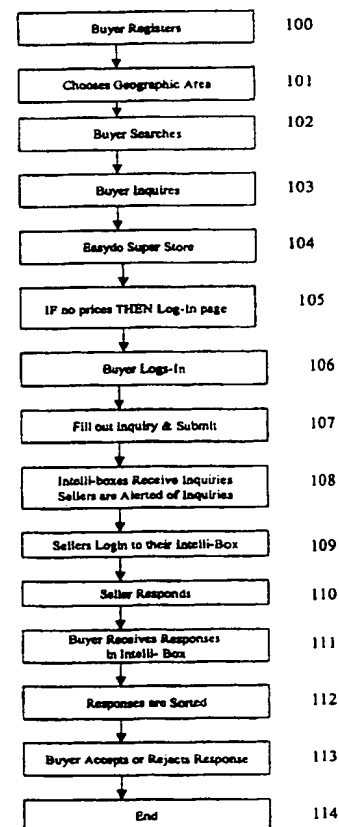 Buyer Registers 100
Chooses Geographic Area 101
Buyer Searches 102
Buyer Inquires 103
Easydo Super Store 104
IF no prices THEN Log-In page 105
Buyer Logs-In 106
Fill out inquiry & Submit 107
Intelli-boxes Receive Inquiries 108
Sellers are Alerted of Inquiries
Sellers Login to their Intelli-Box 109
Seller Responds 110
Buyer Receives Responses 111
in Intelli- Box
Responses are Sorted 112
Buyer Accepts or Rejects Response 113
End 114